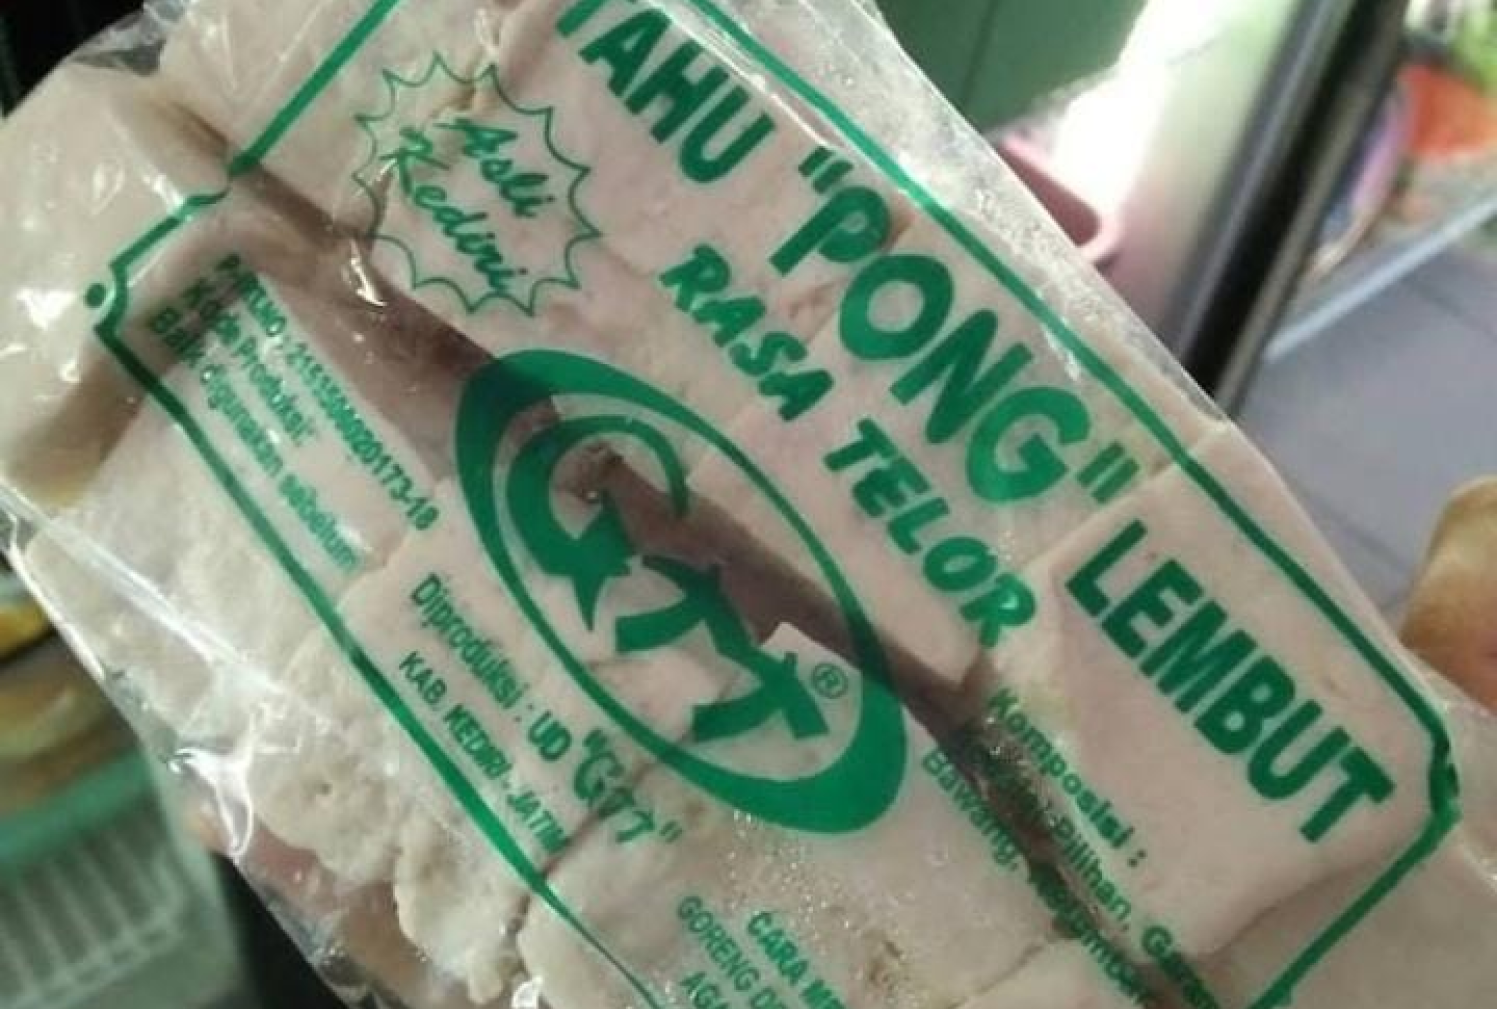 TAHU "PONG" LEMBUT
RASA TELOR
Asli
Kediri
GTT®
Komposisi :
Pilihan, Garam
Bawang,
Kode Produksi:
Baik digunakan sebelum
Diproduksi : UD "GTT"
KAB. KEDIRI - JATIM
CARA
GORENG